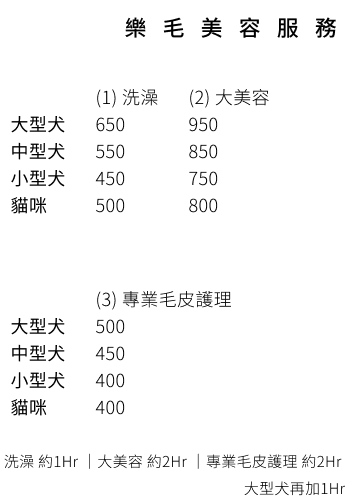 樂毛美容服務
(1) 洗澡 (2) 大美容
大型犬 650 950
中型犬 550 850
小型犬 450 750
貓咪 500 800
(3) 專業毛皮護理
大型犬 500
中型犬 450
小型犬 400
貓咪 400
洗澡 約1Hr ｜大美容 約2Hr ｜專業毛皮護理 約2Hr
大型犬再加1Hr